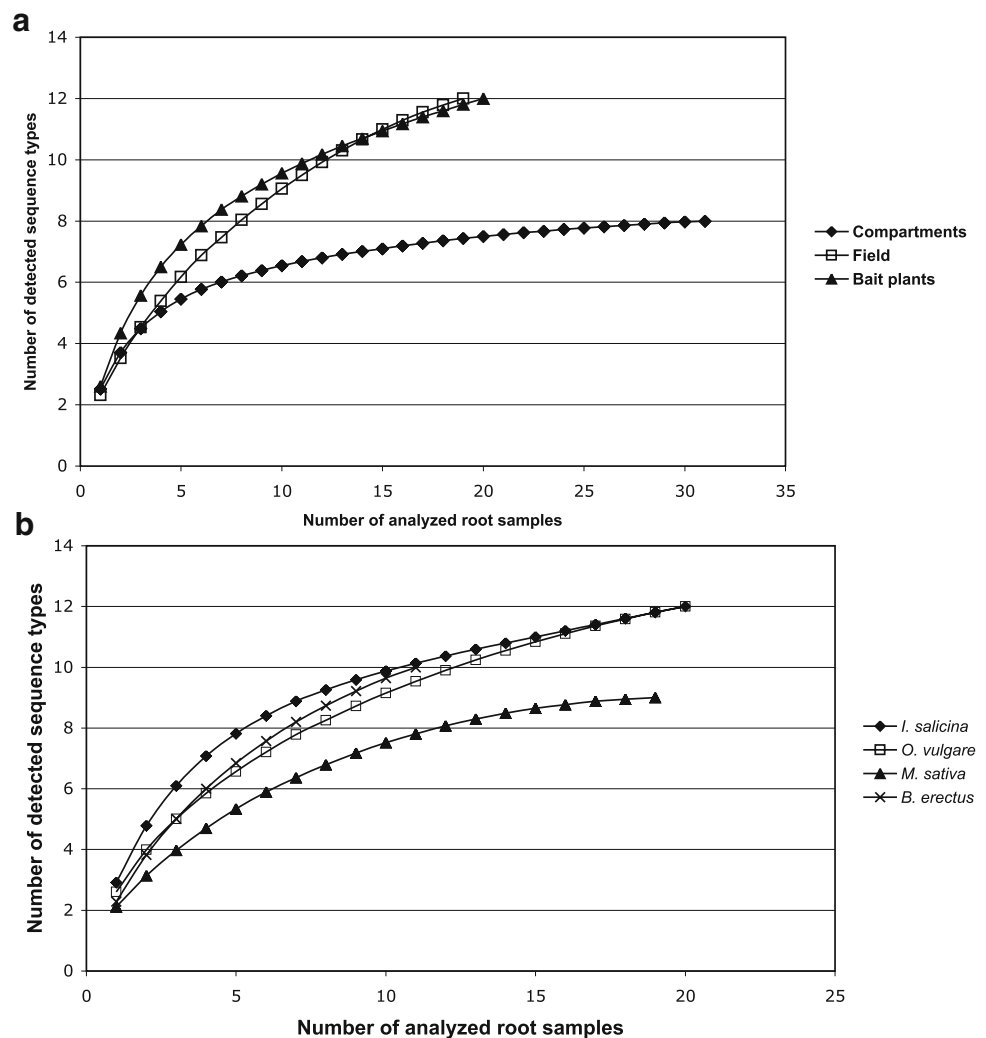 a
14
12
10
8
6
4
2
0
0 5 10 15 20 25 30 35
Number of detected sequence types
Number of analyzed root samples
Compartments
Field
Bait plants
b
14
12
10
8
6
4
2
0
0 5 10 15 20 25
Number of detected sequence types
Number of analyzed root samples
I. salicina
O. vulgare
M. sativa
B. erectus